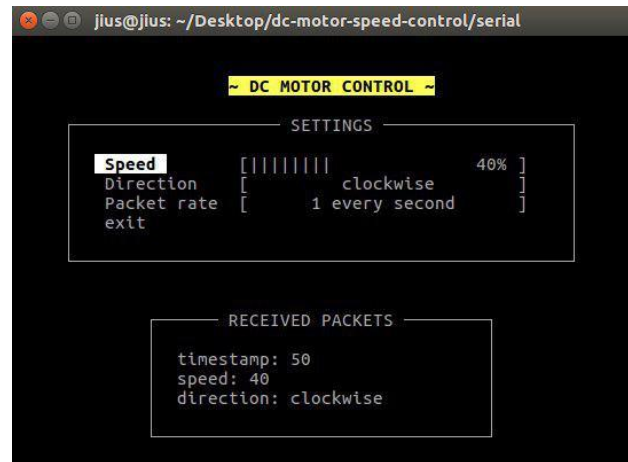 jius@jius: ~/Desktop/dc-motor-speed-control/serial
~ DC MOTOR CONTROL ~
SETTINGS
Speed [|||||||| 40% ]
Direction [ clockwise ]
Packet rate [ 1 every second ]
exit
RECEIVED PACKETS
timestamp: 50
speed: 40
direction: clockwise